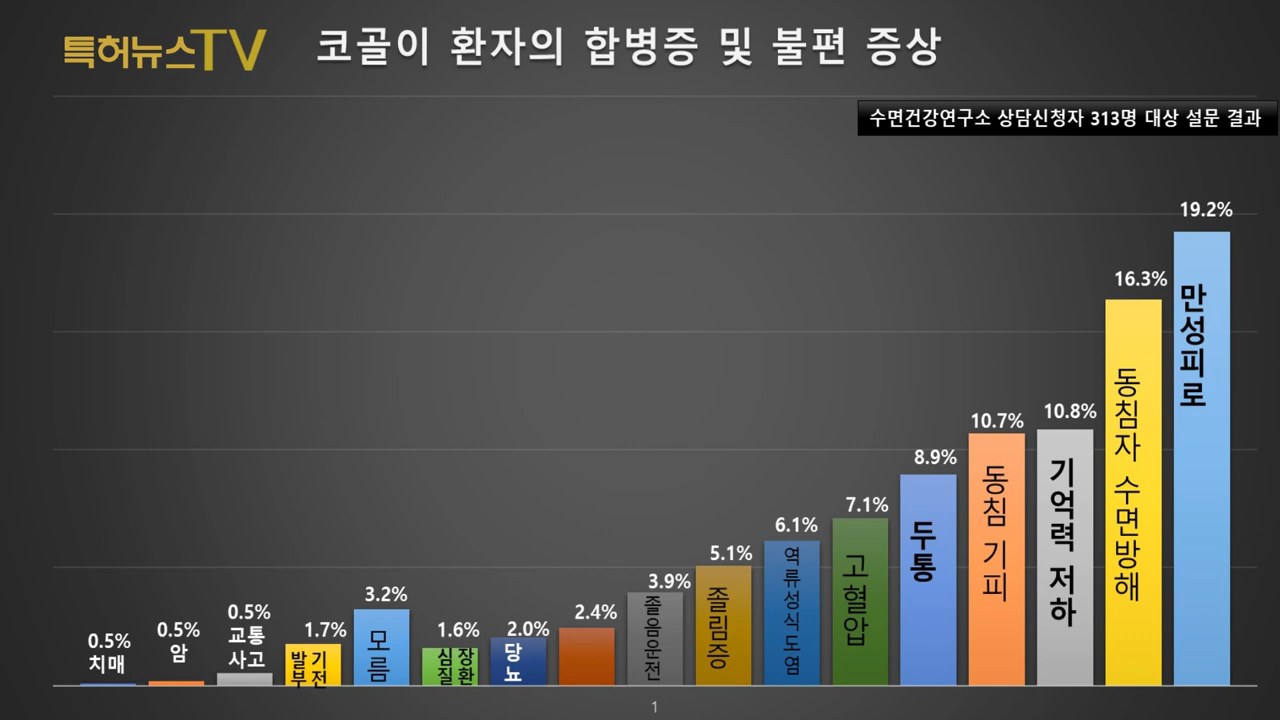 특허뉴스TV
코골이 환자의 합병증 및 불편 증상
수면건강연구소 상담신청자 313명 대상 설문 결과
0.5%
치매
0.5%
암
0.5%
교통
사고
1.7%
발기
부전
3.2%
모름
1.6%
심장
질환
2.0%
당뇨
2.4%
3.9%
졸음운전
5.1%
졸림증
6.1%
역류성식도염
7.1%
고혈압
8.9%
두통
10.7%
동침 기피
10.8%
기억력 저하
16.3%
동침자 수면방해
19.2%
만성피로
1